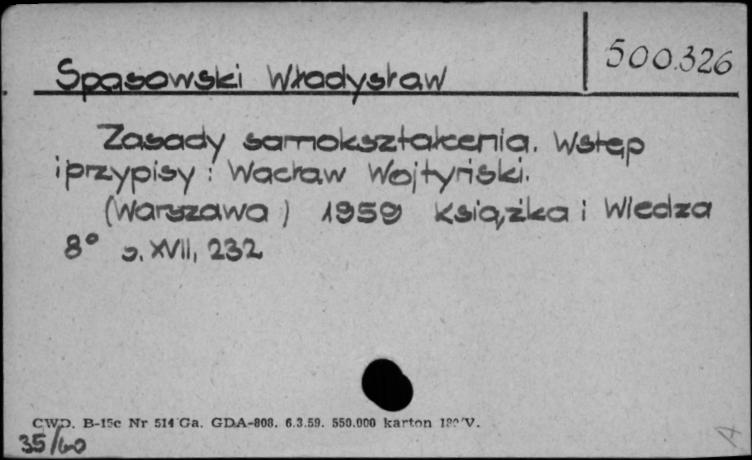 500.326
Spasowski Władysław
Zasady samokształcenia. Wstęp
i przypisy: Wacław Wojtyński.
(Warszawa) 1959 Książka i Wiedza
8° s. XVII, 232
CWD. B-15c Nr 514 Ga. GDA-808. 6.3.59. 550.000 karton V.
35/60
A